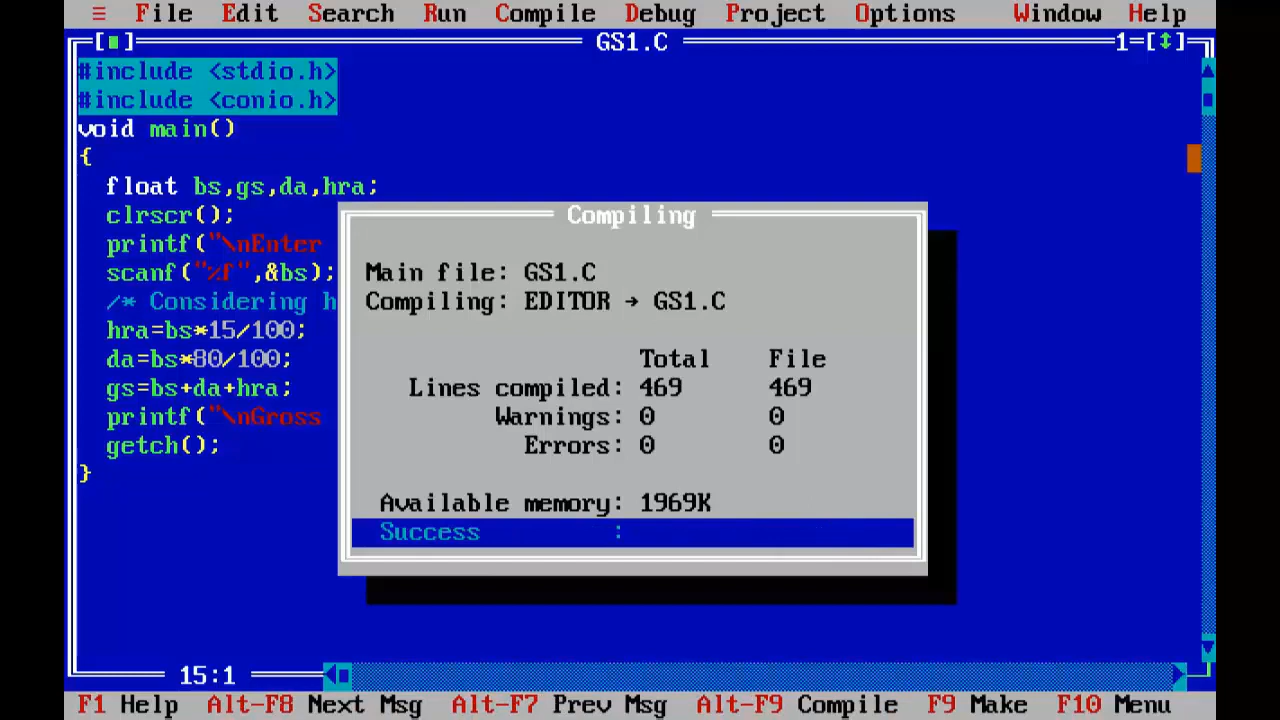 ≡ File Edit Search Run Compile Debug Project Options Window Help
[■] GS1.C 1=[↕]
#include <stdio.h>
#include <conio.h>
void main()
{
float bs,gs,da,hra;
clrscr();
printf("\nEnter
scanf("%f",&bs);
/* Considering h
hra=bs*15/100;
da=bs*80/100;
gs=bs+da+hra;
printf("\nGross
getch();
}
Compiling
Main file: GS1.C
Compiling: EDITOR → GS1.C
Total File
Lines compiled: 469 469
Warnings: 0 0
Errors: 0 0
Available memory: 1969K
Success :
15:1
F1 Help Alt-F8 Next Msg Alt-F7 Prev Msg Alt-F9 Compile F9 Make F10 Menu